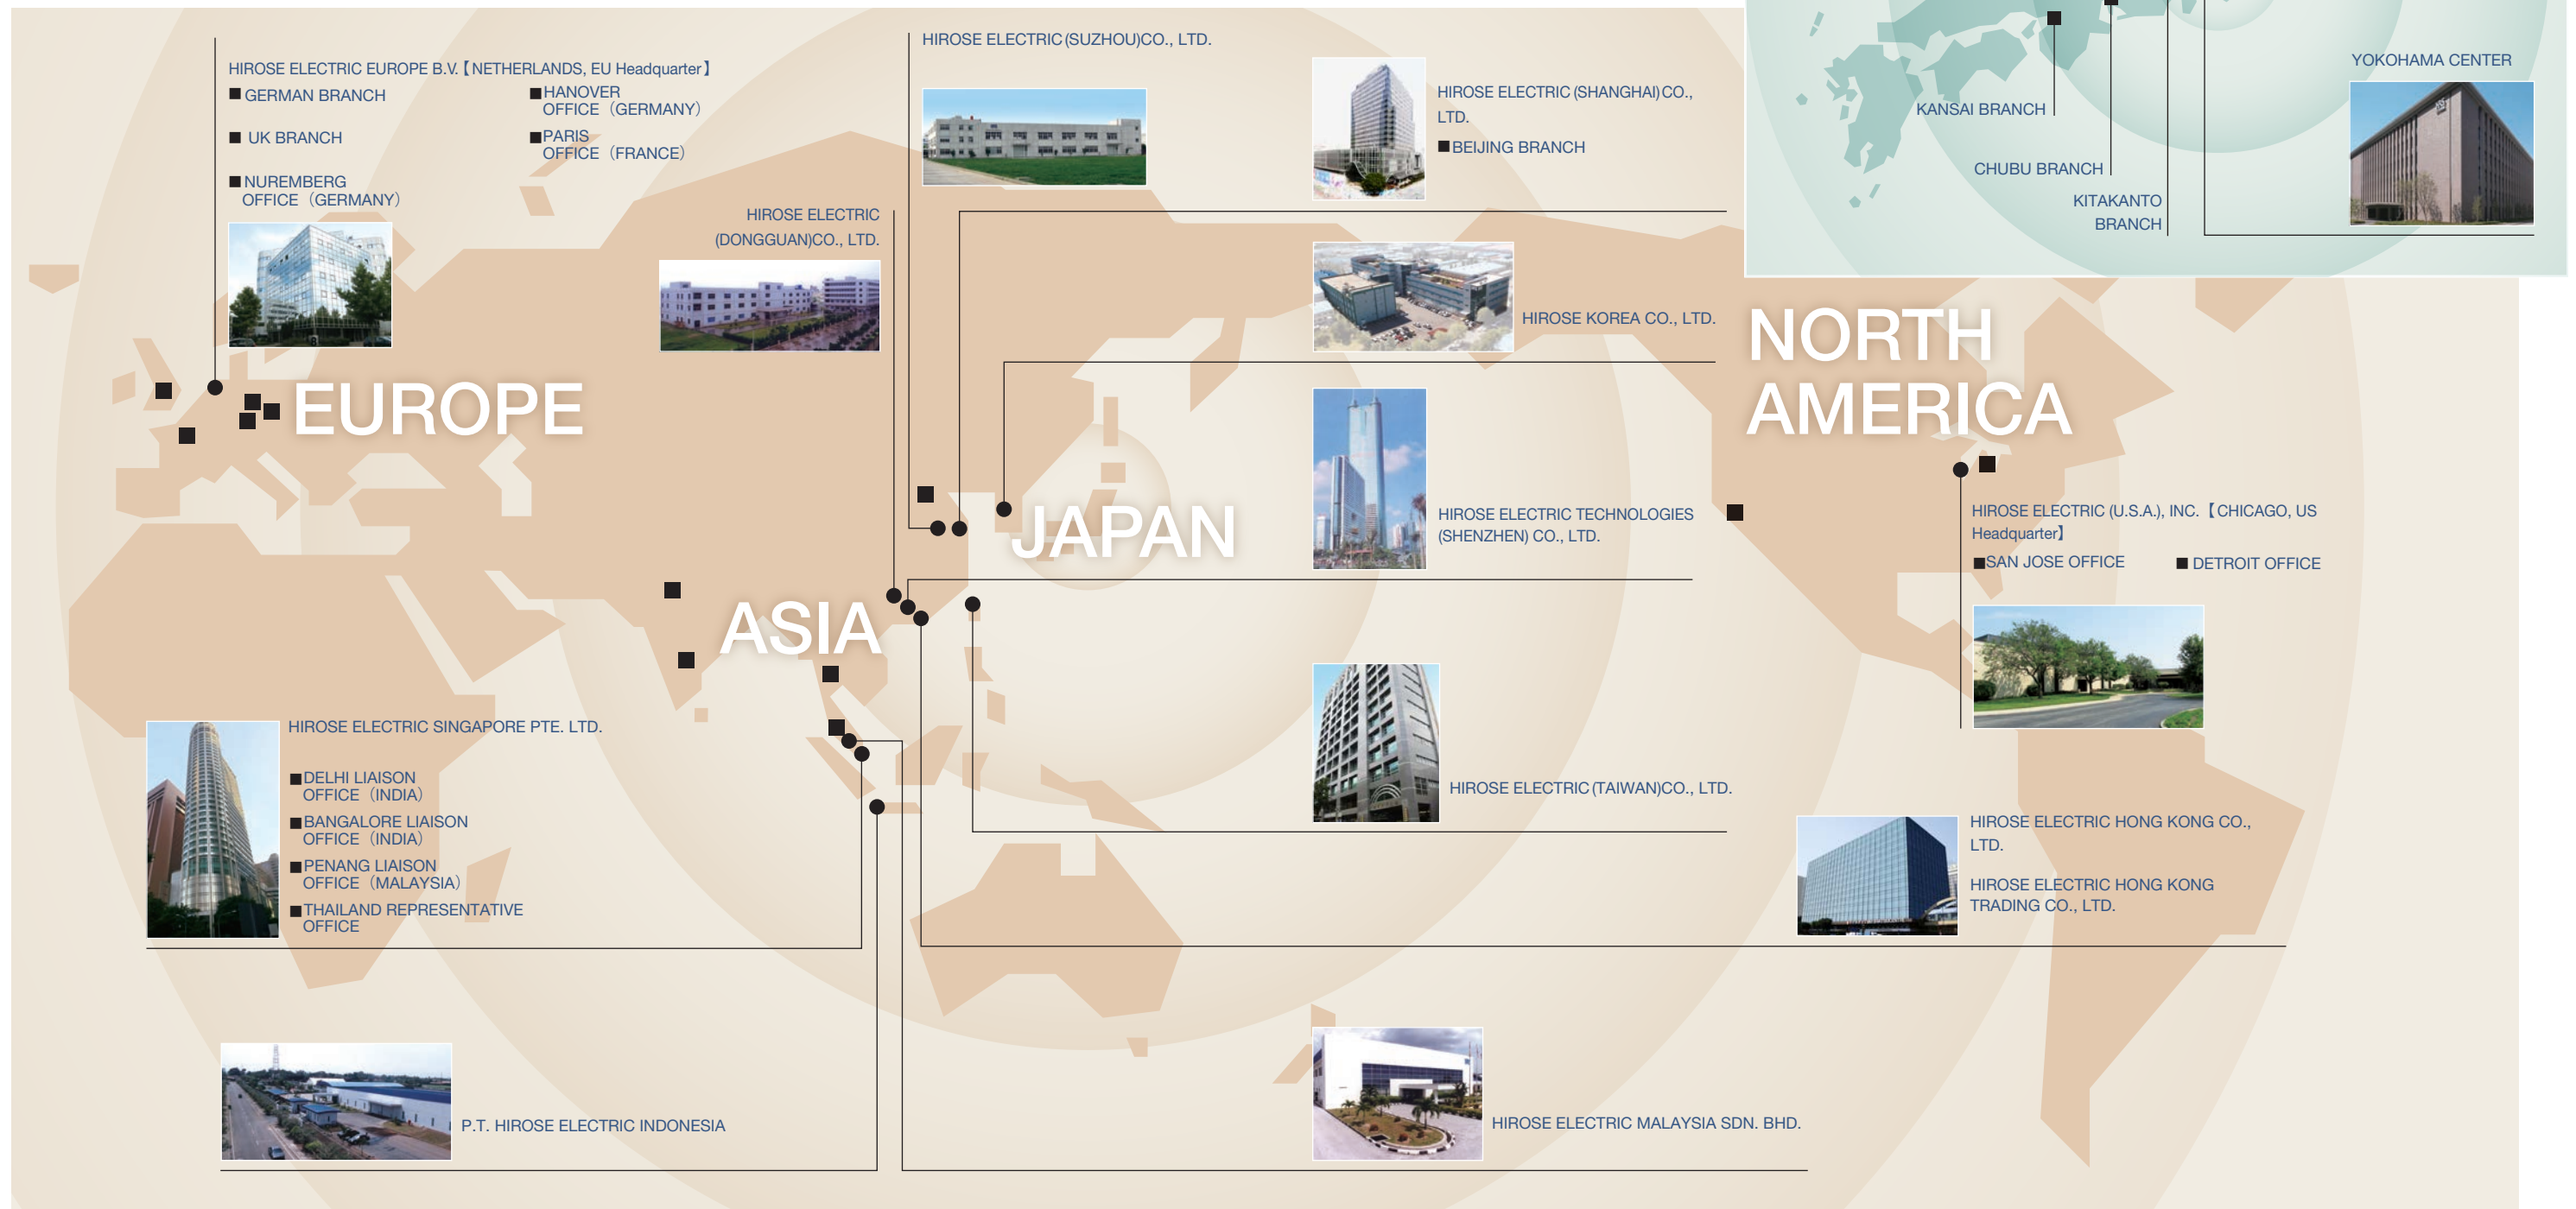 HIROSE ELECTRIC EUROPE B.V.【NETHERLANDS, EU Headquarter】
■ GERMAN BRANCH
■ UK BRANCH
■ NUREMBERG
OFFICE（GERMANY）
■ HANOVER
OFFICE（GERMANY）
■ PARIS
OFFICE（FRANCE）
HIROSE ELECTRIC
(DONGGUAN)CO., LTD.
HIROSE ELECTRIC(SUZHOU)CO., LTD.
HIROSE ELECTRIC(SHANGHAI)CO.,
LTD.
■ BEIJING BRANCH
HIROSE KOREA CO., LTD.
HIROSE ELECTRIC TECHNOLOGIES
(SHENZHEN) CO., LTD.
KANSAI BRANCH
CHUBU BRANCH
KITAKANTO
BRANCH
YOKOHAMA CENTER
EUROPE
ASIA
JAPAN
NORTH
AMERICA
HIROSE ELECTRIC (U.S.A.), INC.【CHICAGO, US
Headquarter】
■ SAN JOSE OFFICE
■ DETROIT OFFICE
HIROSE ELECTRIC SINGAPORE PTE. LTD.
■ DELHI LIAISON
OFFICE（INDIA）
■ BANGALORE LIAISON
OFFICE（INDIA）
■ PENANG LIAISON
OFFICE（MALAYSIA）
■ THAILAND REPRESENTATIVE
OFFICE
HIROSE ELECTRIC(TAIWAN)CO., LTD.
HIROSE ELECTRIC HONG KONG CO.,
LTD.
HIROSE ELECTRIC HONG KONG
TRADING CO., LTD.
P.T. HIROSE ELECTRIC INDONESIA
HIROSE ELECTRIC MALAYSIA SDN. BHD.